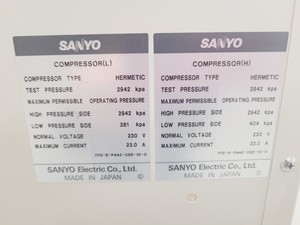 SANYO
COMPRESSOR(L)
COMPRESSOR TYPE HERMETIC
TEST PRESSURE 2942 kpa
MAXIMUM PERMISSIBLE OPERATING PRESSURE
HIGH PRESSURE SIDE 2942 kpa
LOW PRESSURE SIDE 381 kpa
NORMAL VOLTAGE 230 V
MAXIMUM CURRENT 23.0 A
SANYO Electric Co., Ltd.
MADE IN JAPAN
SANYO
COMPRESSOR(H)
COMPRESSOR TYPE HERMETIC
TEST PRESSURE 2942 kpa
MAXIMUM PERMISSIBLE OPERATING PRESSURE
HIGH PRESSURE SIDE 2942 kpa
LOW PRESSURE SIDE 404 kpa
NORMAL VOLTAGE 230 V
MAXIMUM CURRENT 23.0 A
SANYO Electric Co., Ltd.
MADE IN JAPAN